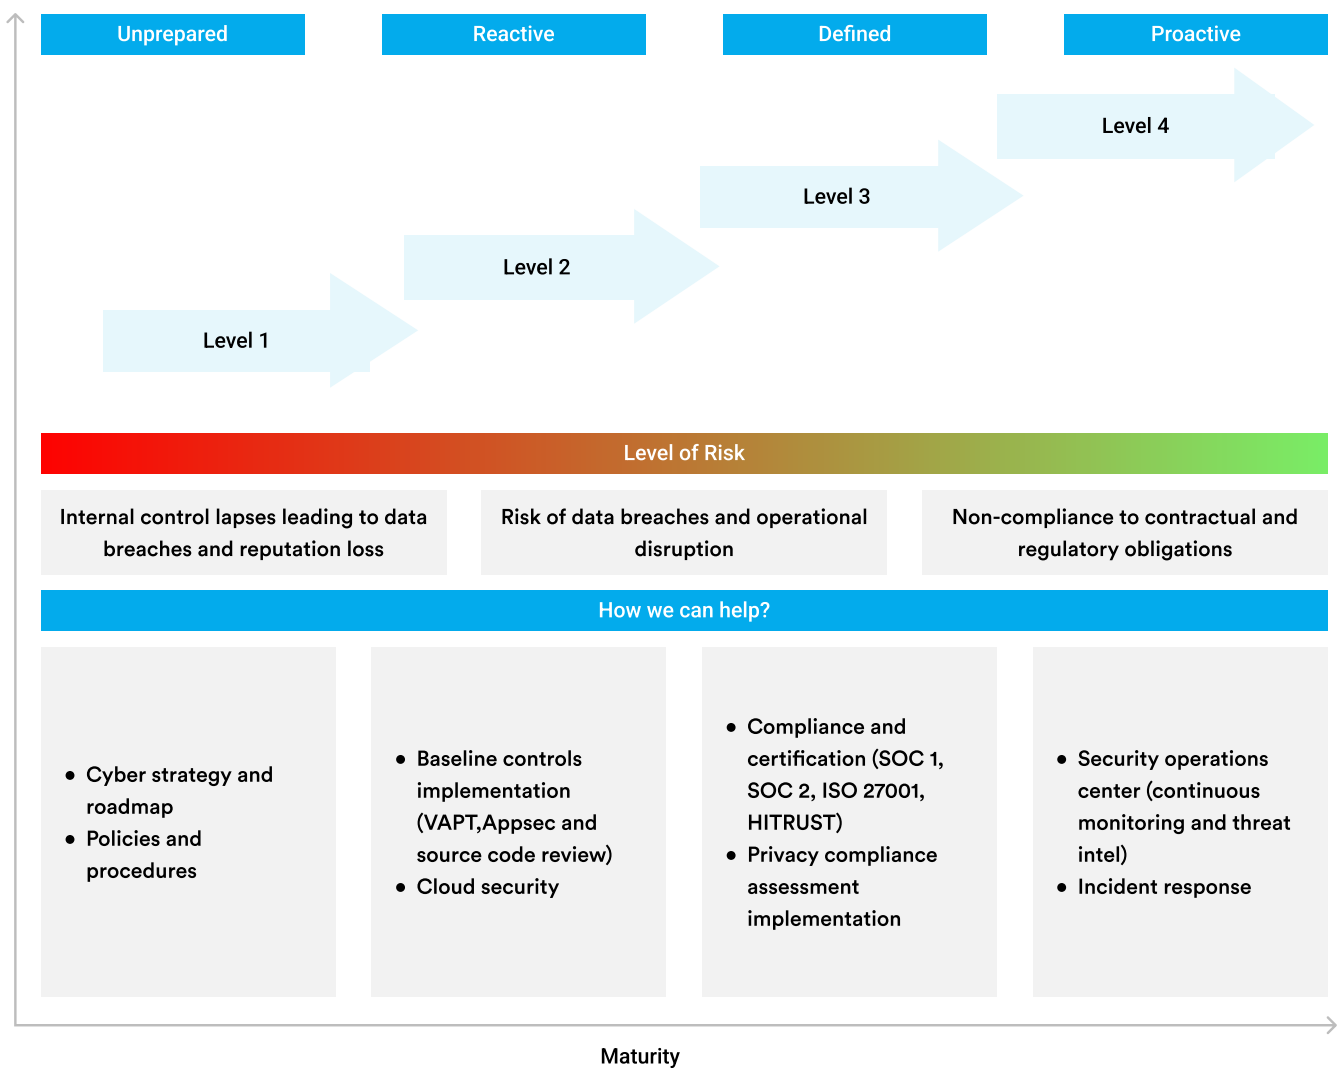 Unprepared
Reactive
Defined
Proactive
Level 4
Level 3
Level 2
Level 1
Level of Risk
Internal control lapses leading to data
breaches and reputation loss
Risk of data breaches and operational
disruption
Non-compliance to contractual and
regulatory obligations
How we can help?
● Cyber strategy and
roadmap
● Policies and
procedures
● Baseline controls
implementation
(VAPT,Appsec and
source code review)
● Cloud security
● Compliance and
certification (SOC 1,
SOC 2, ISO 27001,
HITRUST)
● Privacy compliance
assessment
implementation
● Security operations
center (continuous
monitoring and threat
intel)
● Incident response
Maturity